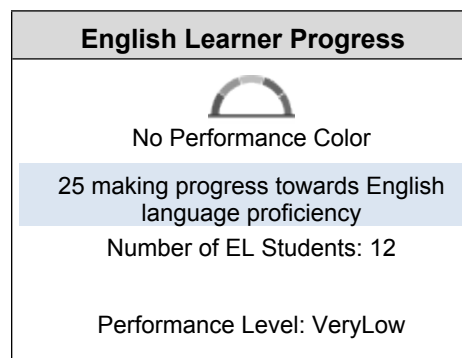 English Learner Progress
No Performance Color
25 making progress towards English
language proficiency
Number of EL Students: 12
Performance Level: VeryLow